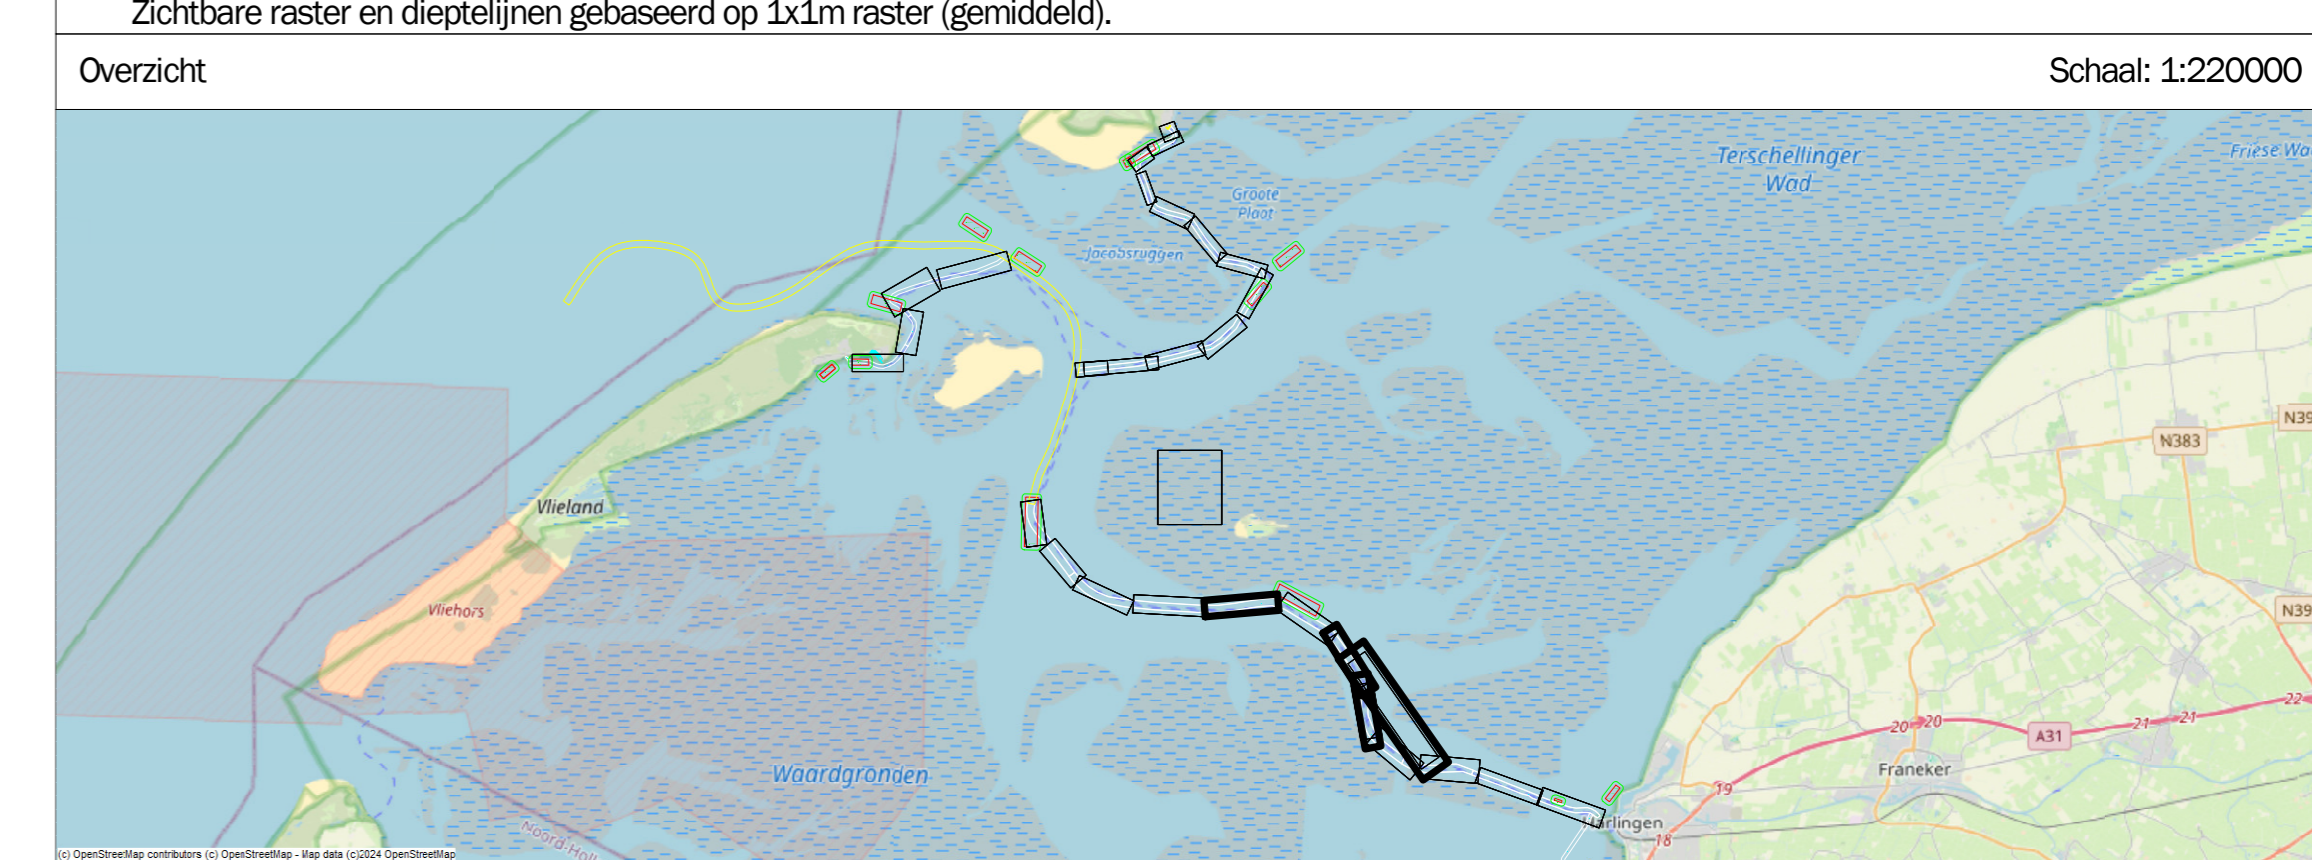 Zichtbare raster en dieptelijnen gebaseerd op 1x1m raster (gemiddeld).
Overzicht
Schaal: 1:220000
Terschellinger
Wad
Friese Wa
Groote
Plaat
Jacobsruggen
N39
N383
Vlieland
Vliehors
N39
22
21
21
20
20
A31
Waardgronden
Franeker
19
Harlingen
18
Noord-Holl
(c) OpenStreetMap contributors (c) OpenStreetMap - Map data (c)2024 OpenStreetMap